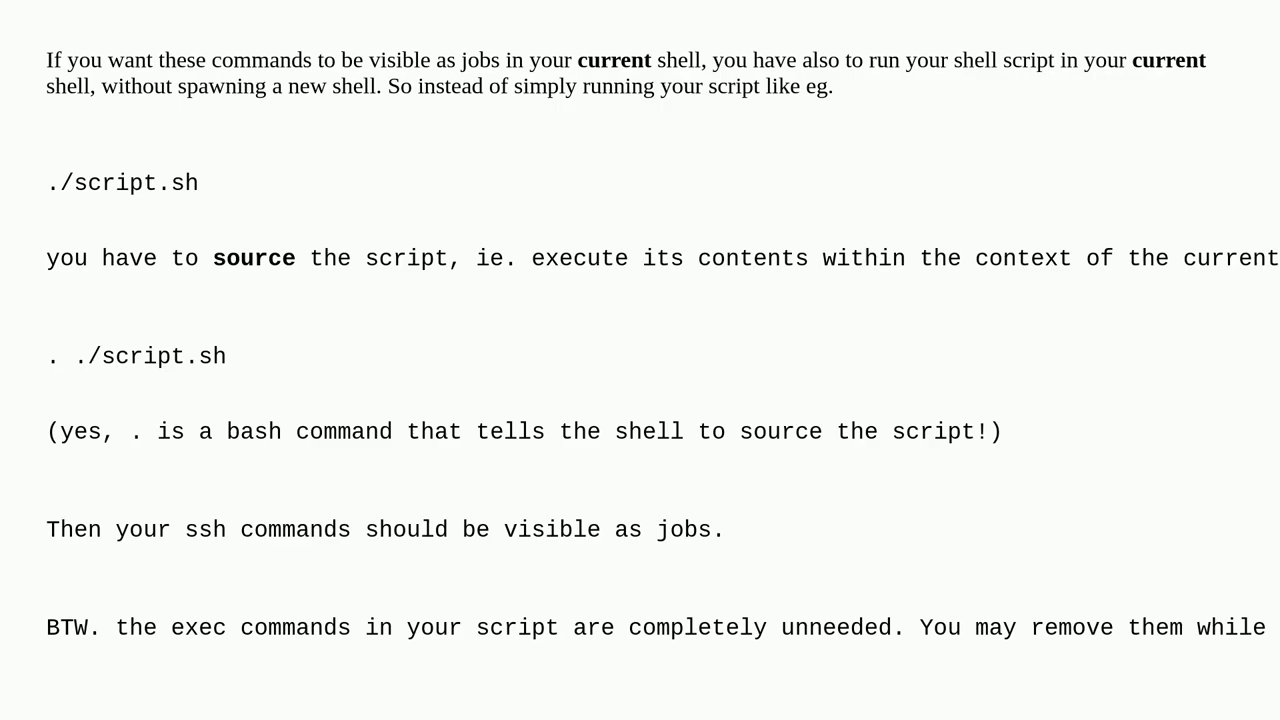 If you want these commands to be visible as jobs in your current shell, you have also to run your shell script in your current
shell, without spawning a new shell. So instead of simply running your script like eg.
./script.sh
you have to source the script, ie. execute its contents within the context of the current
. ./script.sh
(yes, . is a bash command that tells the shell to source the script!)
Then your ssh commands should be visible as jobs.
BTW. the exec commands in your script are completely unneeded. You may remove them while